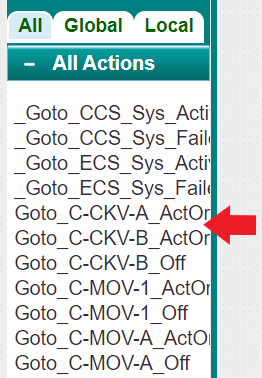 All Global Local
– All Actions
_Goto_CCS_Sys_Acti
_Goto_CCS_Sys_Faile
_Goto_ECS_Sys_Activ
_Goto_ECS_Sys_Faile
Goto_C-CKV-A_ActOr
Goto_C-CKV-B_ActOr
Goto_C-CKV-B_Off
Goto_C-MOV-1_ActOr
Goto_C-MOV-1_Off
Goto_C-MOV-A_ActOr
Goto_C-MOV-A_Off